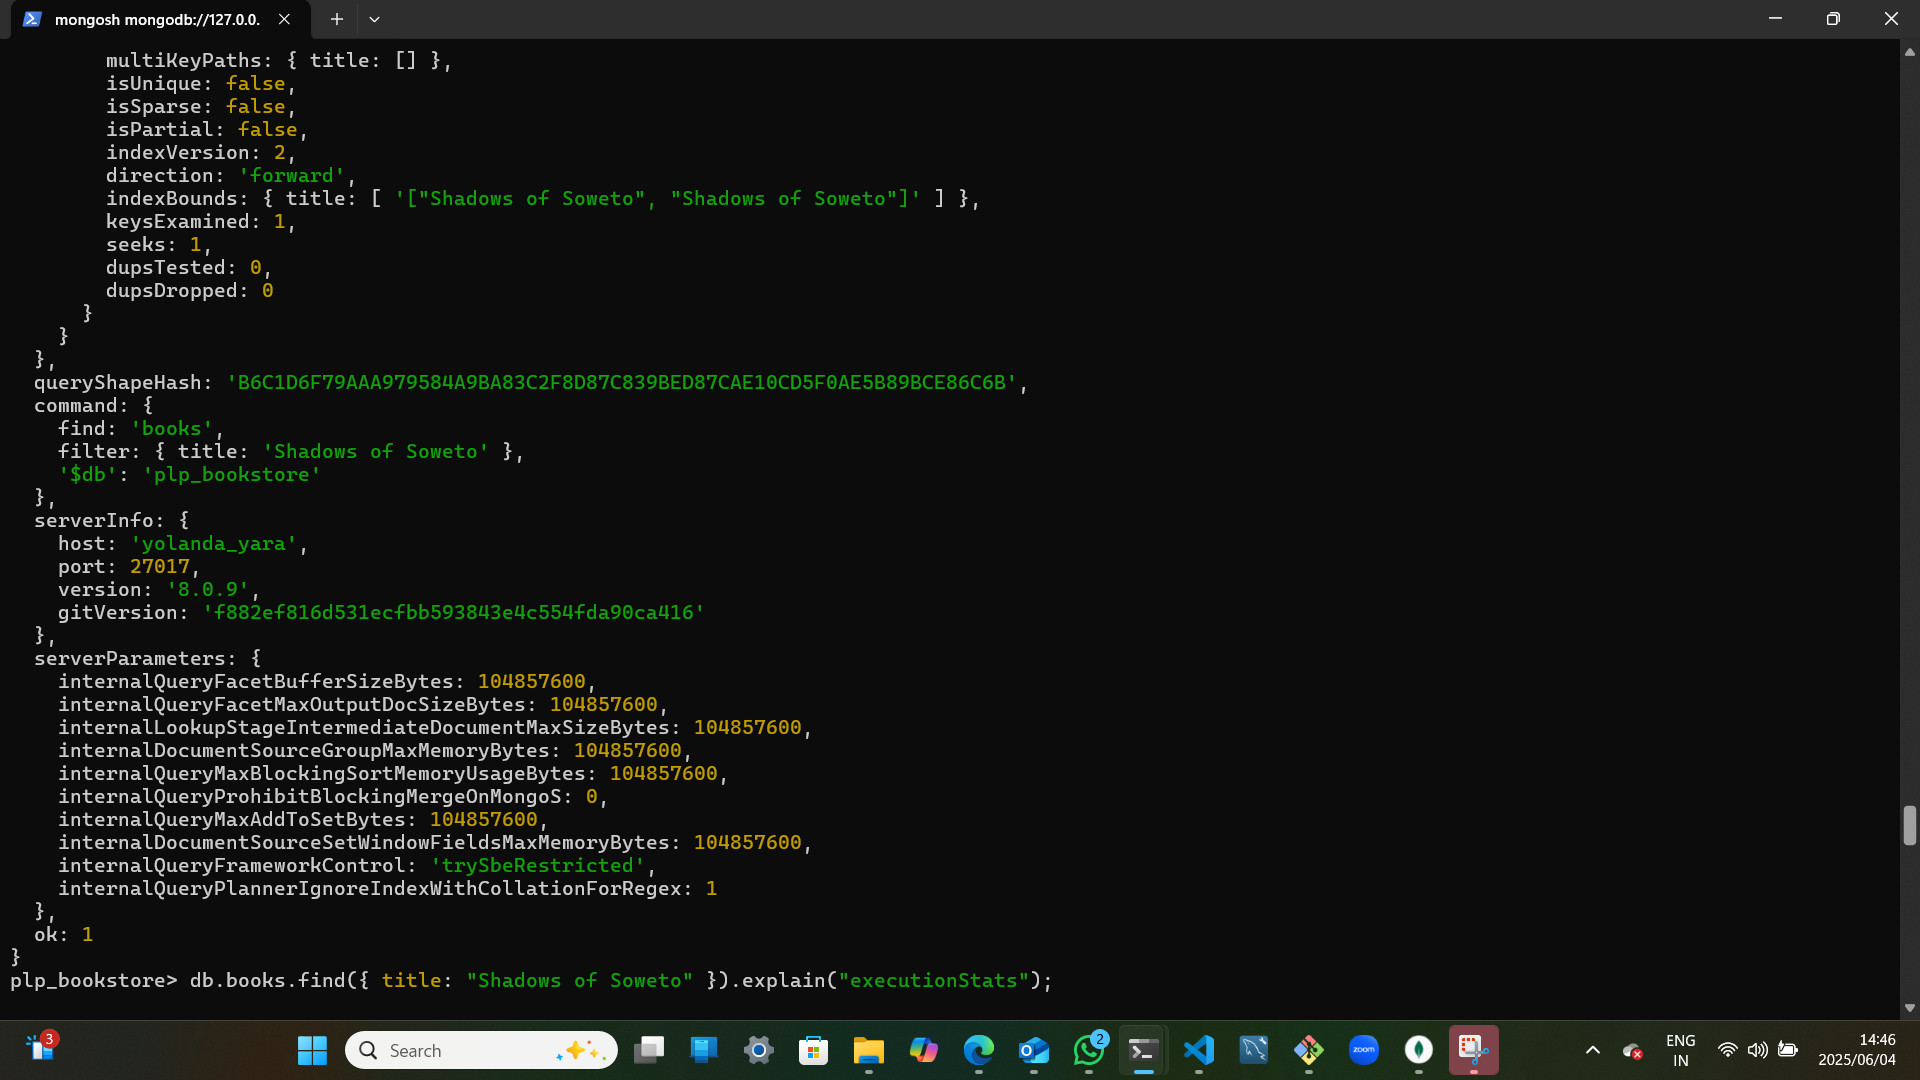 mongosh mongodb://127.0.0.
multiKeyPaths: { title: [] },
isUnique: false,
isSparse: false,
isPartial: false,
indexVersion: 2,
direction: 'forward',
indexBounds: { title: [ '["Shadows of Soweto", "Shadows of Soweto"]' ] },
keysExamined: 1,
seeks: 1,
dupsTested: 0,
dupsDropped: 0
}
}
},
queryShapeHash: 'B6C1D6F79AAA979584A9BA83C2F8D87C839BED87CAE10CD5F0AE5B89BCE86C6B',
command: {
find: 'books',
filter: { title: 'Shadows of Soweto' },
'$db': 'plp_bookstore'
},
serverInfo: {
host: 'yolanda_yara',
port: 27017,
version: '8.0.9',
gitVersion: 'f882ef816d531ecfbb593843e4c554fda90ca416'
},
serverParameters: {
internalQueryFacetBufferSizeBytes: 104857600,
internalQueryFacetMaxOutputDocSizeBytes: 104857600,
internalLookupStageIntermediateDocumentMaxSizeBytes: 104857600,
internalDocumentSourceGroupMaxMemoryBytes: 104857600,
internalQueryMaxBlockingSortMemoryUsageBytes: 104857600,
internalQueryProhibitBlockingMergeOnMongoS: 0,
internalQueryMaxAddToSetBytes: 104857600,
internalDocumentSourceSetWindowFieldsMaxMemoryBytes: 104857600,
internalQueryFrameworkControl: 'trySbeRestricted',
internalQueryPlannerIgnoreIndexWithCollationForRegex: 1
},
ok: 1
}
plp_bookstore> db.books.find({ title: "Shadows of Soweto" }).explain("executionStats");
3
Search
zoom
2
ENG
IN
14:46
2025/06/04